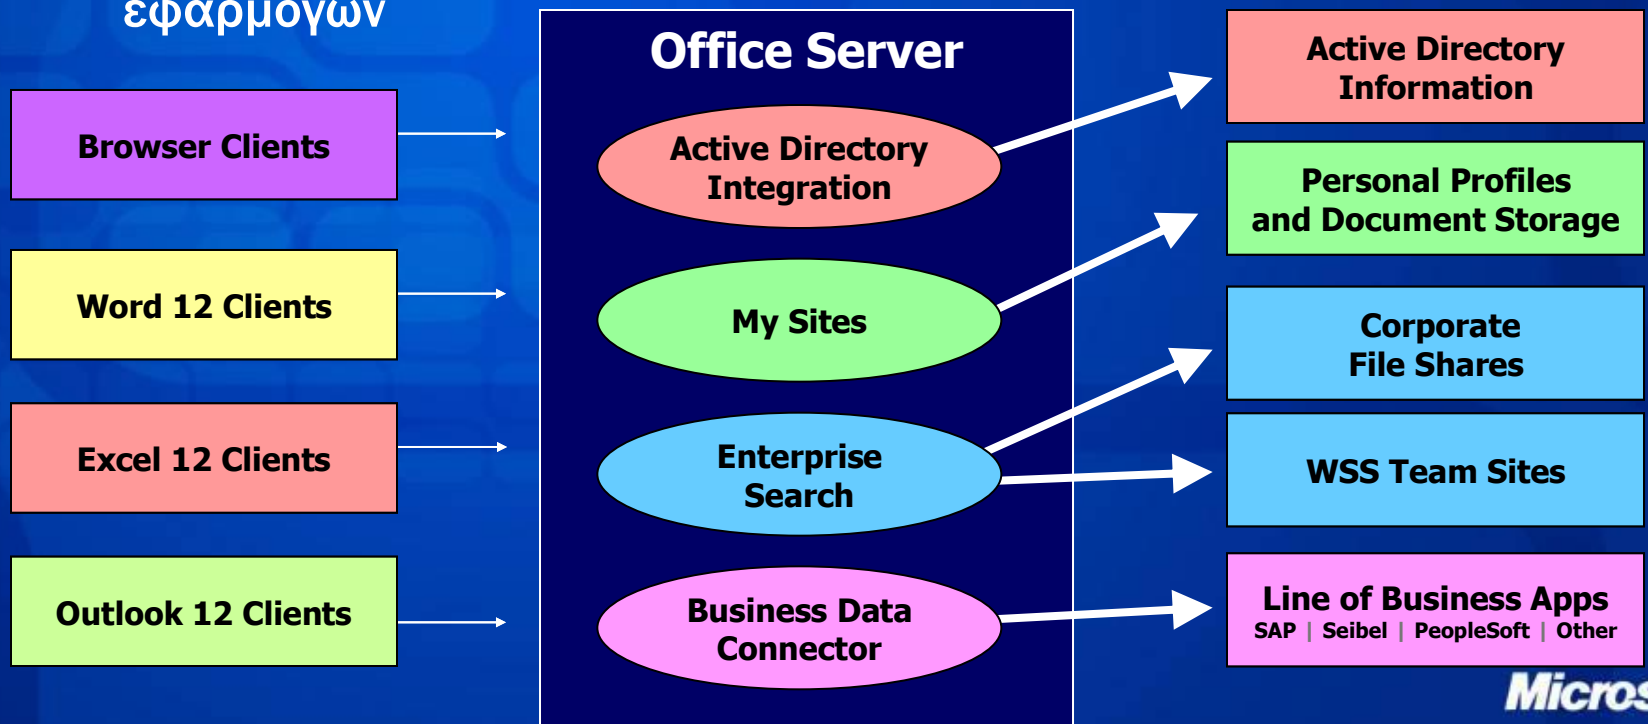 εφαρμογών
Browser Clients
Word 12 Clients
Excel 12 Clients
Outlook 12 Clients
Office Server
Active Directory
Integration
My Sites
Enterprise
Search
Business Data
Connector
Active Directory
Information
Personal Profiles
and Document Storage
Corporate
File Shares
WSS Team Sites
Line of Business Apps
SAP | Seibel | PeopleSoft | Other